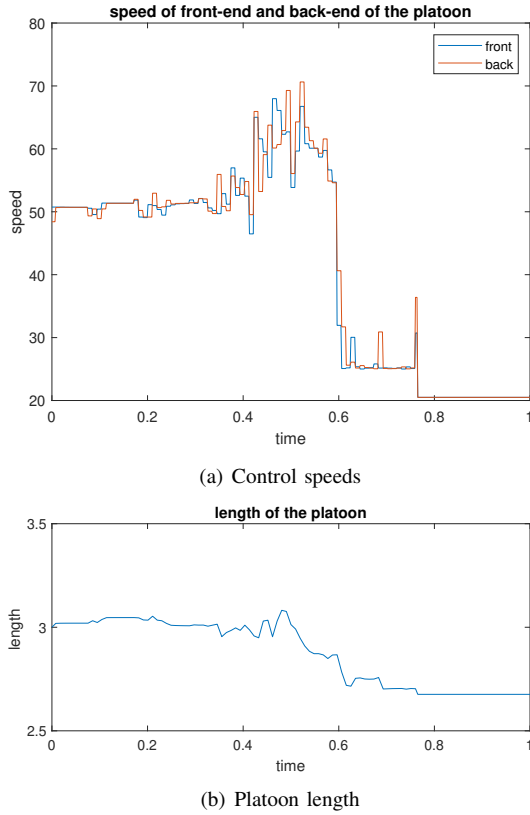 speed of front-end and back-end of the platoon
80
70
60
50
40
30
20
speed
front
back
0
0.2
0.4
0.6
0.8
1
time
(a) Control speeds
length of the platoon
3.5
3
2.5
length
0
0.2
0.4
0.6
0.8
1
time
(b) Platoon length